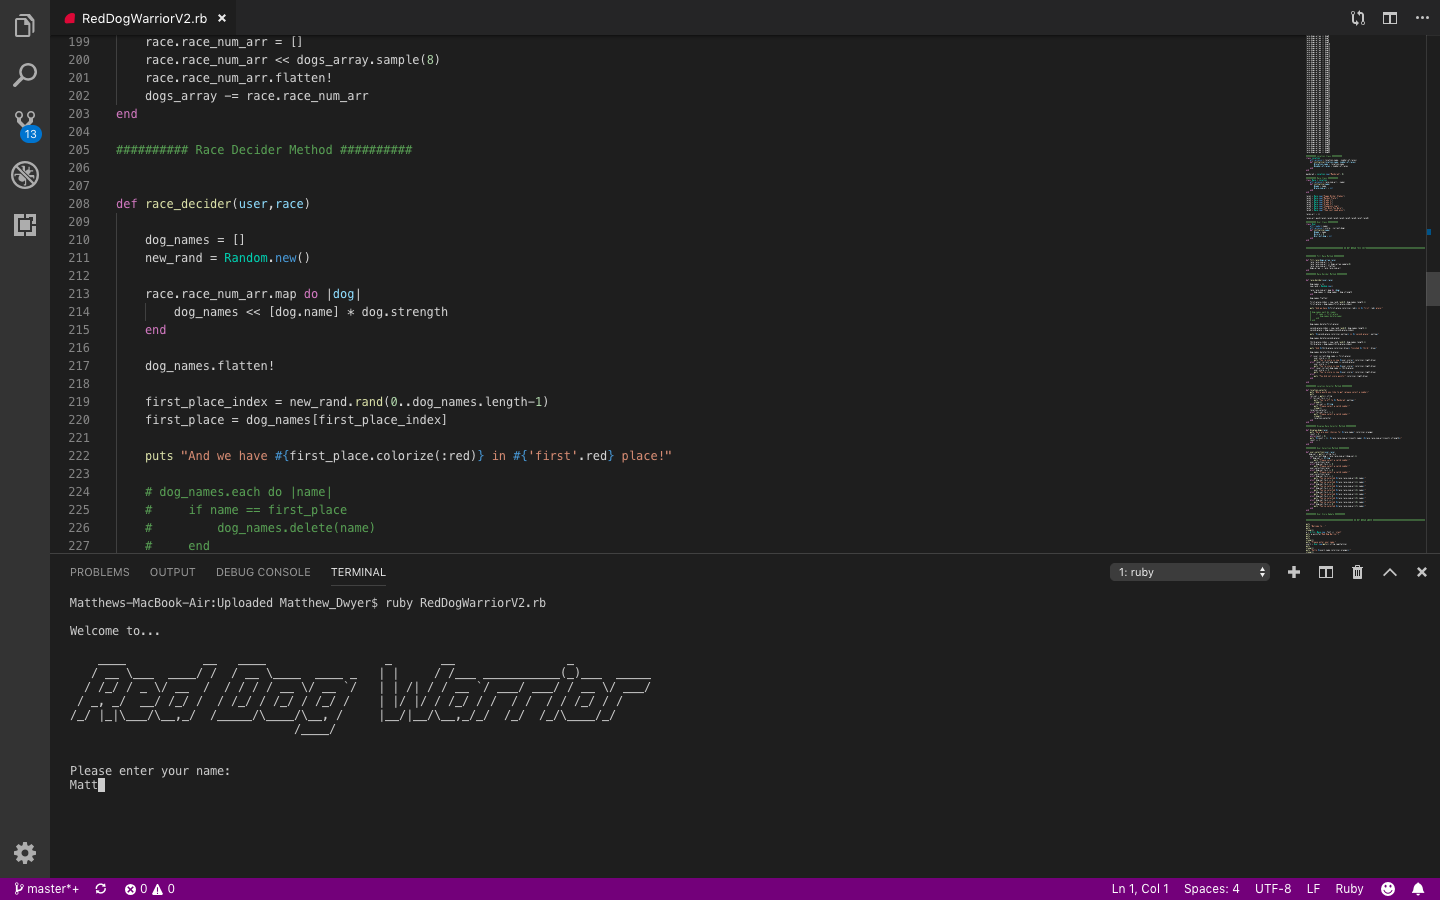 RedDogWarriorV2.rb ×
199 race.race_num_arr = []
200 race.race_num_arr << dogs_array.sample(8)
201 race.race_num_arr.flatten!
202 dogs_array -= race.race_num_arr
203 end
204
205 ########## Race Decider Method ##########
206
207
208 def race_decider(user,race)
209
210 dog_names = []
211 new_rand = Random.new()
212
213 race.race_num_arr.map do |dog|
214 dog_names << [dog.name] * dog.strength
215 end
216
217 dog_names.flatten!
218
219 first_place_index = new_rand.rand(0..dog_names.length-1)
220 first_place = dog_names[first_place_index]
221
222 puts "And we have #{first_place.colorize(:red)} in #{'first'.red} place!"
223
224 # dog_names.each do |name|
225 #     if name == first_place
226 #         dog_names.delete(name)
227 #     end
13
PROBLEMS OUTPUT DEBUG CONSOLE TERMINAL 1: ruby
Matthews-MacBook-Air:Uploaded Matthew_Dwyer$ ruby RedDogWarriorV2.rb
Welcome to...
Red Dog Warrior
Please enter your name:
Matt
master*+ 0 0 Ln 1, Col 1 Spaces: 4 UTF-8 LF Ruby